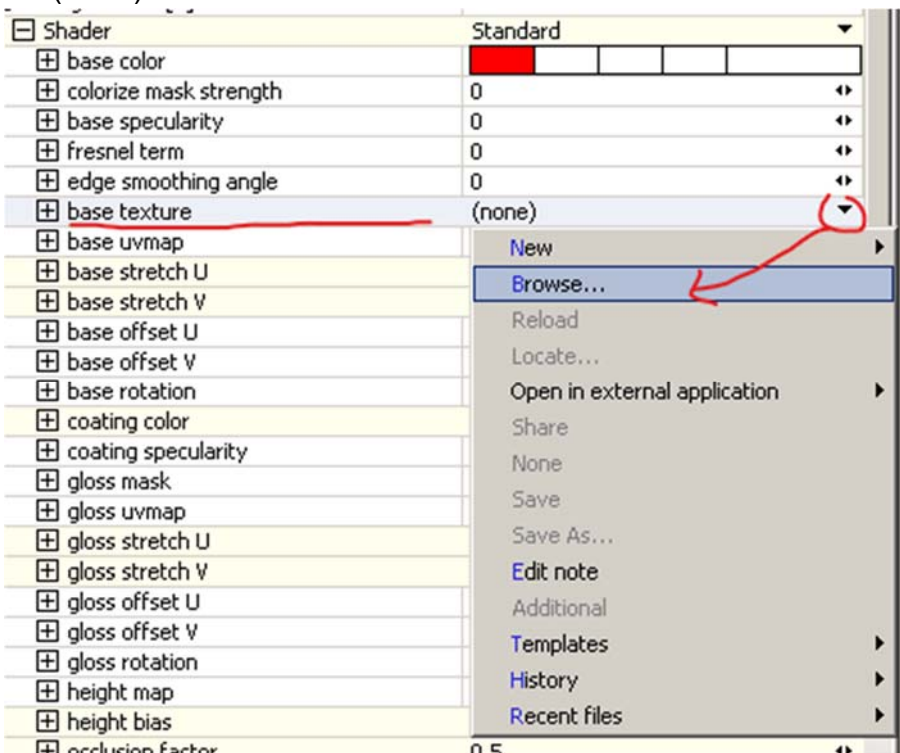 Shader Standard
base color
colorize mask strength 0
base specularity 0
fresnel term 0
edge smoothing angle 0
base texture (none)
base uvmap
New
base stretch U
Browse...
base stretch V
Reload
base offset U
Locate...
base offset V
base rotation
Open in external application
coating color
Share
coating specularity
None
gloss mask
Save
gloss uvmap
gloss stretch U
Save As...
gloss stretch V
Edit note
gloss offset U
Additional
gloss offset V
Templates
gloss rotation
History
height map
height bias
Recent files
occlusion factor 0.5